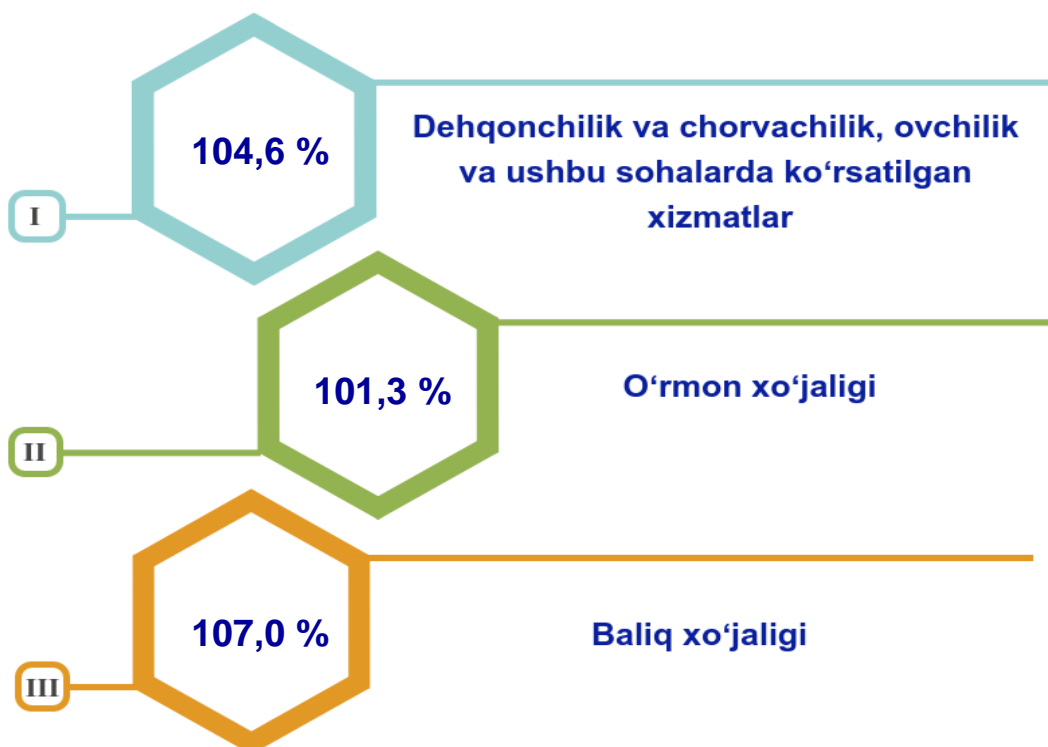 104,6 %
Dehqonchilik va chorvachilik, ovchilik
va ushbu sohalarda ko‘rsatilgan
xizmatlar
I
101,3 %
O‘rmon xo‘jaligi
II
107,0 %
Baliq xo‘jaligi
III